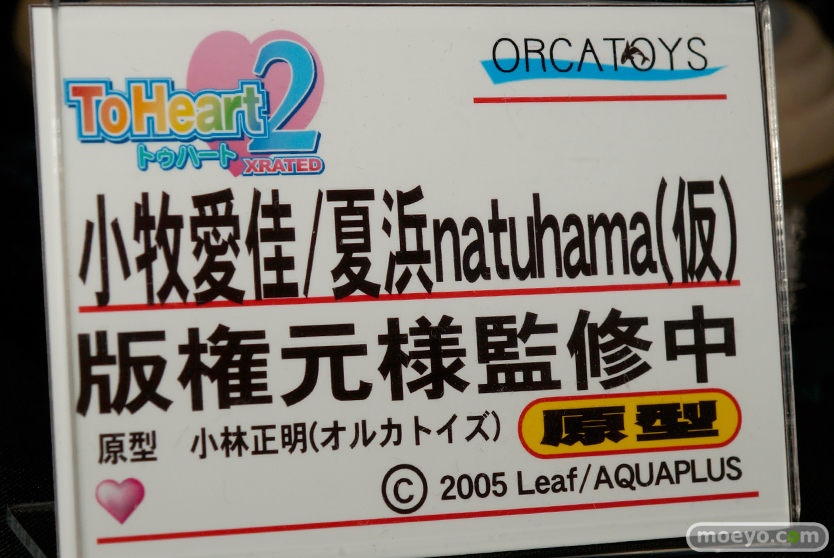 ORCATOYS
ToHeart2
トゥハート
XRATED
小牧愛佳/夏浜natuhama(仮)
版権元様監修中
原型 小林正明(オルカトイズ)
原型
© 2005 Leaf/AQUAPLUS
moeyo.com